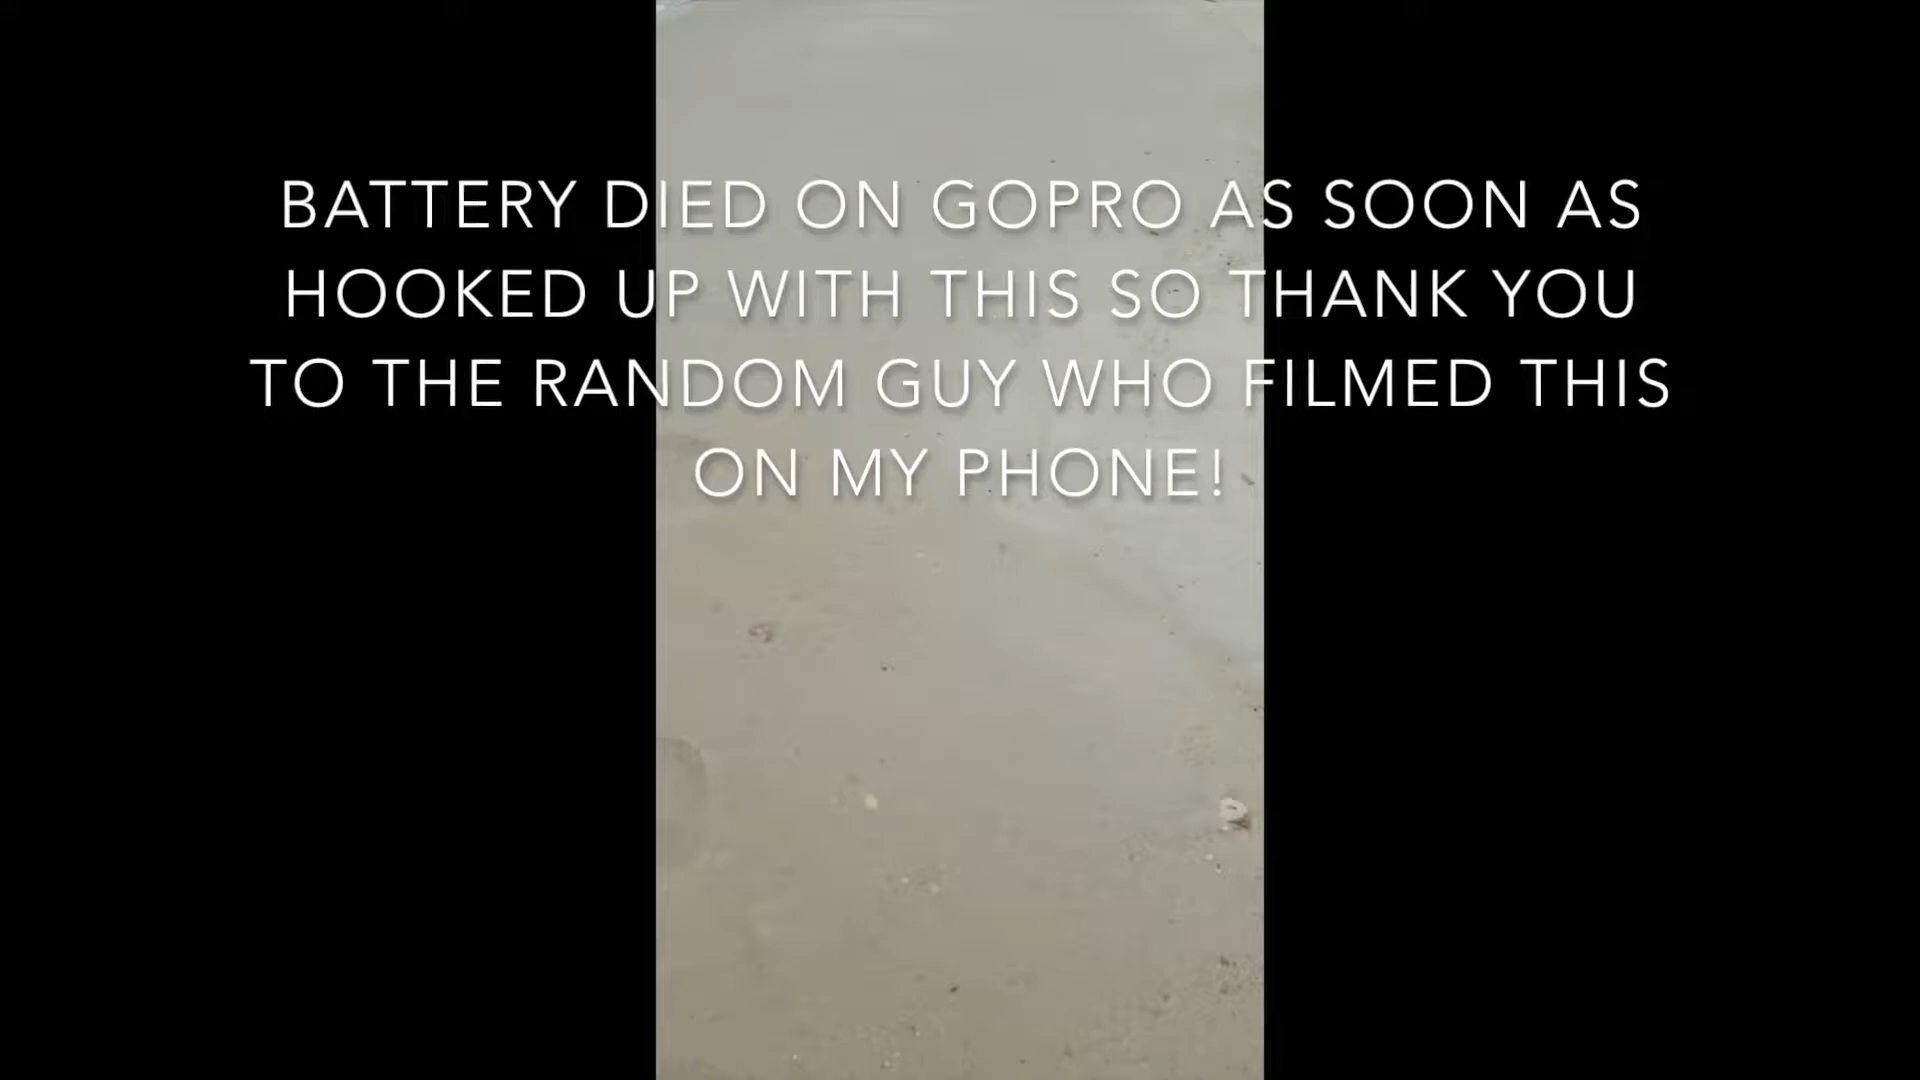 BATTERY DIED ON GOPRO AS SOON AS
HOOKED UP WITH THIS SO THANK YOU
TO THE RANDOM GUY WHO FILMED THIS
ON MY PHONE!